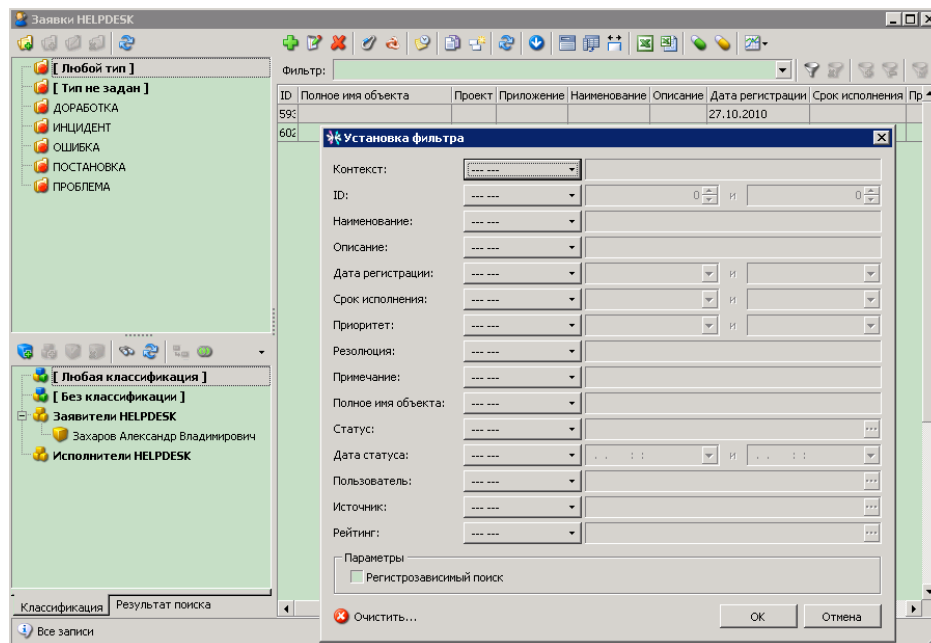 Заявки HELPDESK
[ Любой тип ]
[ Тип не задан ]
ДОРАБОТКА
ИНЦИДЕНТ
ОШИБКА
ПОСТАНОВКА
ПРОБЛЕМА
Фильтр:
ID Полное имя объекта Проект Приложение Наименование Описание Дата регистрации Срок исполнения Пр
593 27.10.2010
602
Установка фильтра
Контекст: --- ---
ID: --- --- 0 и 0
Наименование: --- ---
Описание: --- ---
Дата регистрации: --- --- и
Срок исполнения: --- --- и
Приоритет: --- --- и
Резолюция: --- ---
Примечание: --- ---
Полное имя объекта: --- ---
Статус: --- --- ...
Дата статуса: --- --- . . : : и . . : :
Пользователь: --- --- ...
Источник: --- --- ...
Рейтинг: --- --- ...
Параметры
Регистрозависимый поиск
Очистить...
OK
Отмена
[ Любая классификация ]
[ Без классификации ]
Заявители HELPDESK
Захаров Александр Владимирович
Исполнители HELPDESK
Классификация
Результат поиска
Все записи